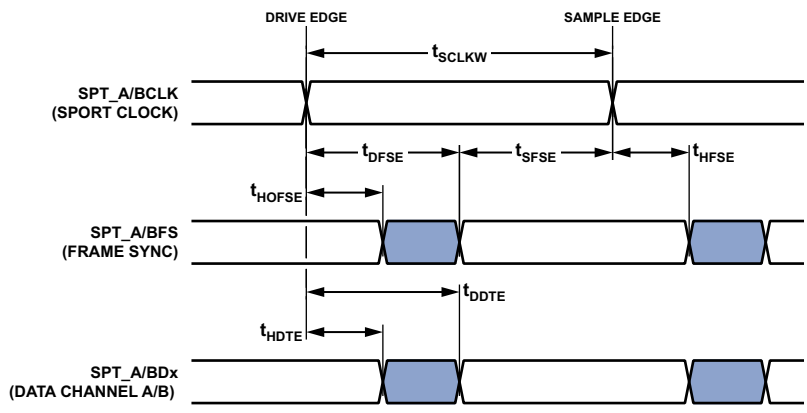 DRIVE EDGE
SAMPLE EDGE
tSCLKW
SPT_A/BCLK
(SPORT CLOCK)
tDFSE
tSFSE
tHFSE
tHOFSE
SPT_A/BFS
(FRAME SYNC)
tDDTE
tHDTE
SPT_A/BDx
(DATA CHANNEL A/B)